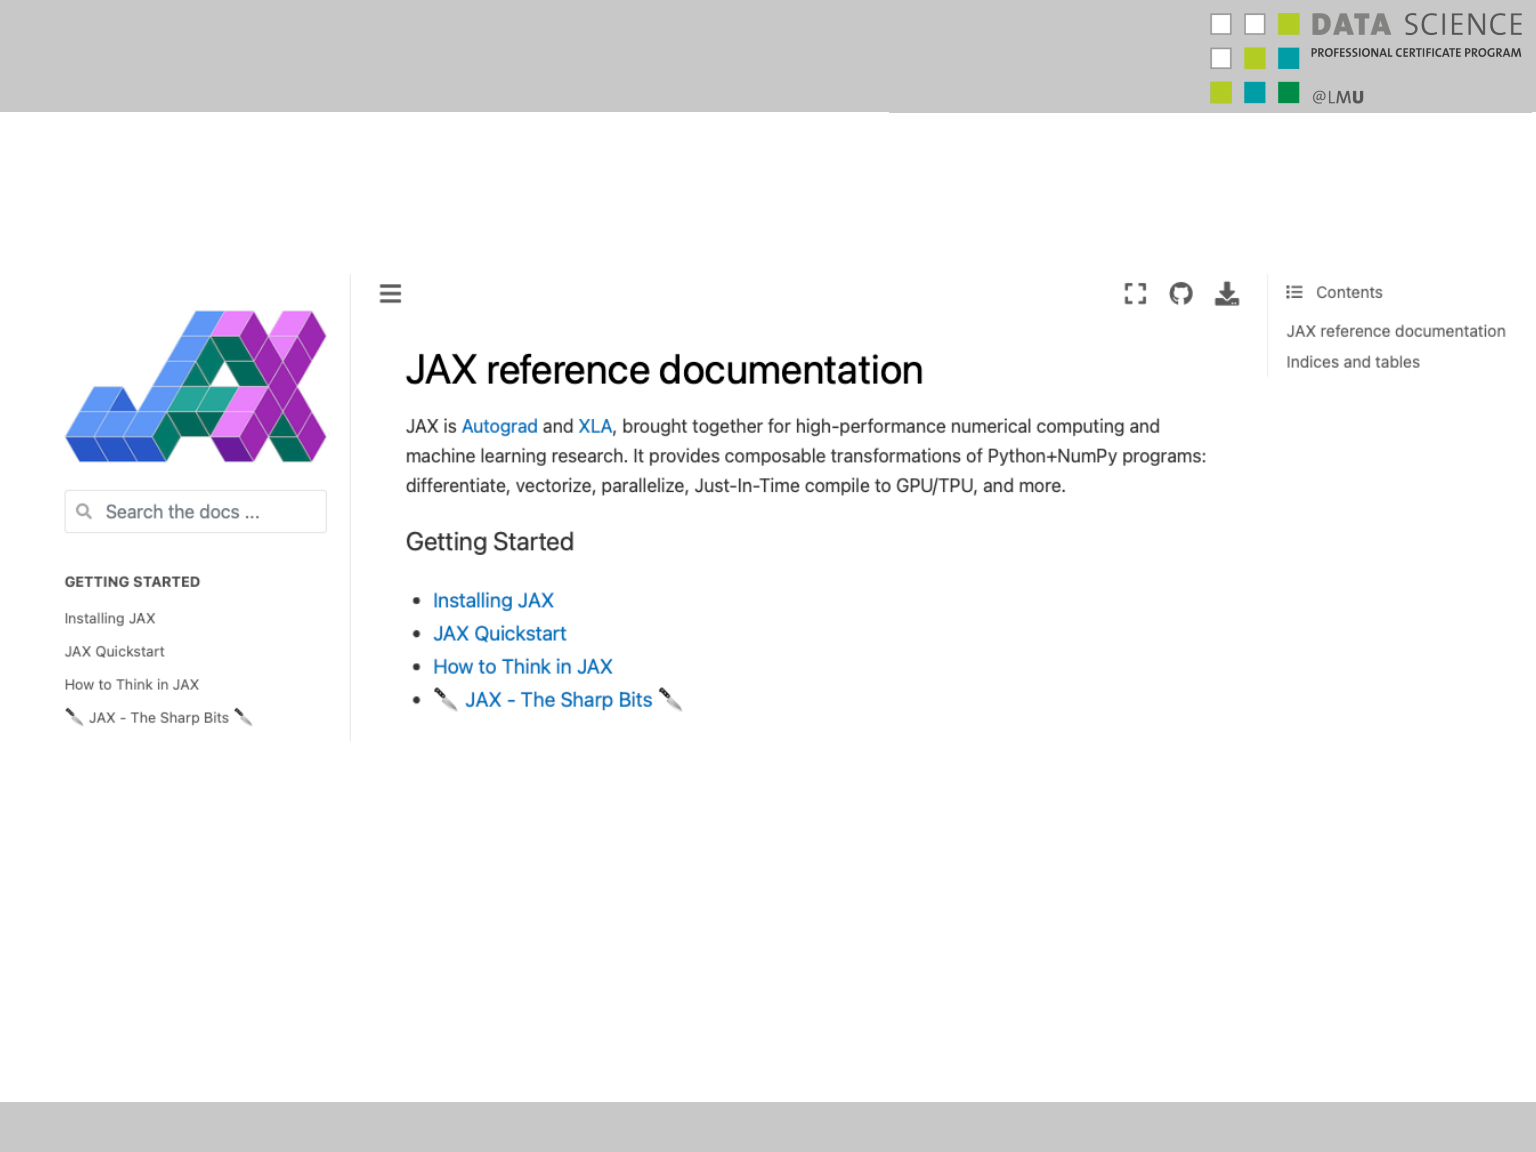 DATA SCIENCE
PROFESSIONAL CERTIFICATE PROGRAM
@LMU
JAX
Search the docs ...
GETTING STARTED
Installing JAX
JAX Quickstart
How to Think in JAX
🔪 JAX - The Sharp Bits 🔪
JAX reference documentation
JAX is Autograd and XLA, brought together for high-performance numerical computing and
machine learning research. It provides composable transformations of Python+NumPy programs:
differentiate, vectorize, parallelize, Just-In-Time compile to GPU/TPU, and more.
Getting Started
• Installing JAX
• JAX Quickstart
• How to Think in JAX
• 🔪 JAX - The Sharp Bits 🔪
Contents
JAX reference documentation
Indices and tables